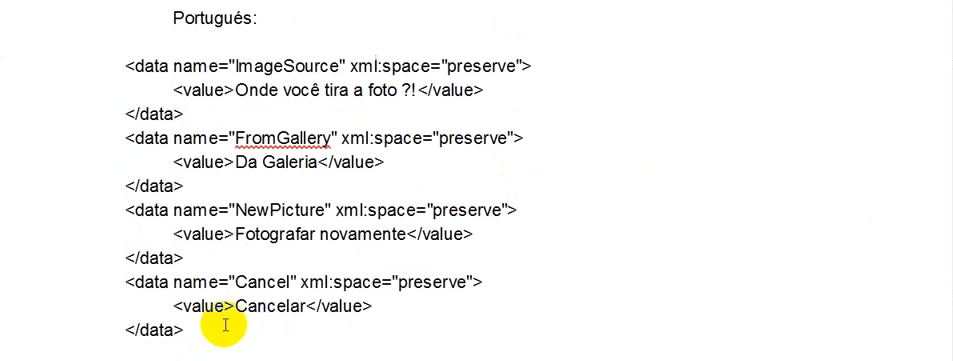 Portugués:
<data name="ImageSource" xml:space="preserve">
<value>Onde você tira a foto ?!</value>
</data>
<data name="FromGallery" xml:space="preserve">
<value>Da Galeria</value>
</data>
<data name="NewPicture" xml:space="preserve">
<value>Fotografar novamente</value>
</data>
<data name="Cancel" xml:space="preserve">
<value>Cancelar</value>
</data>